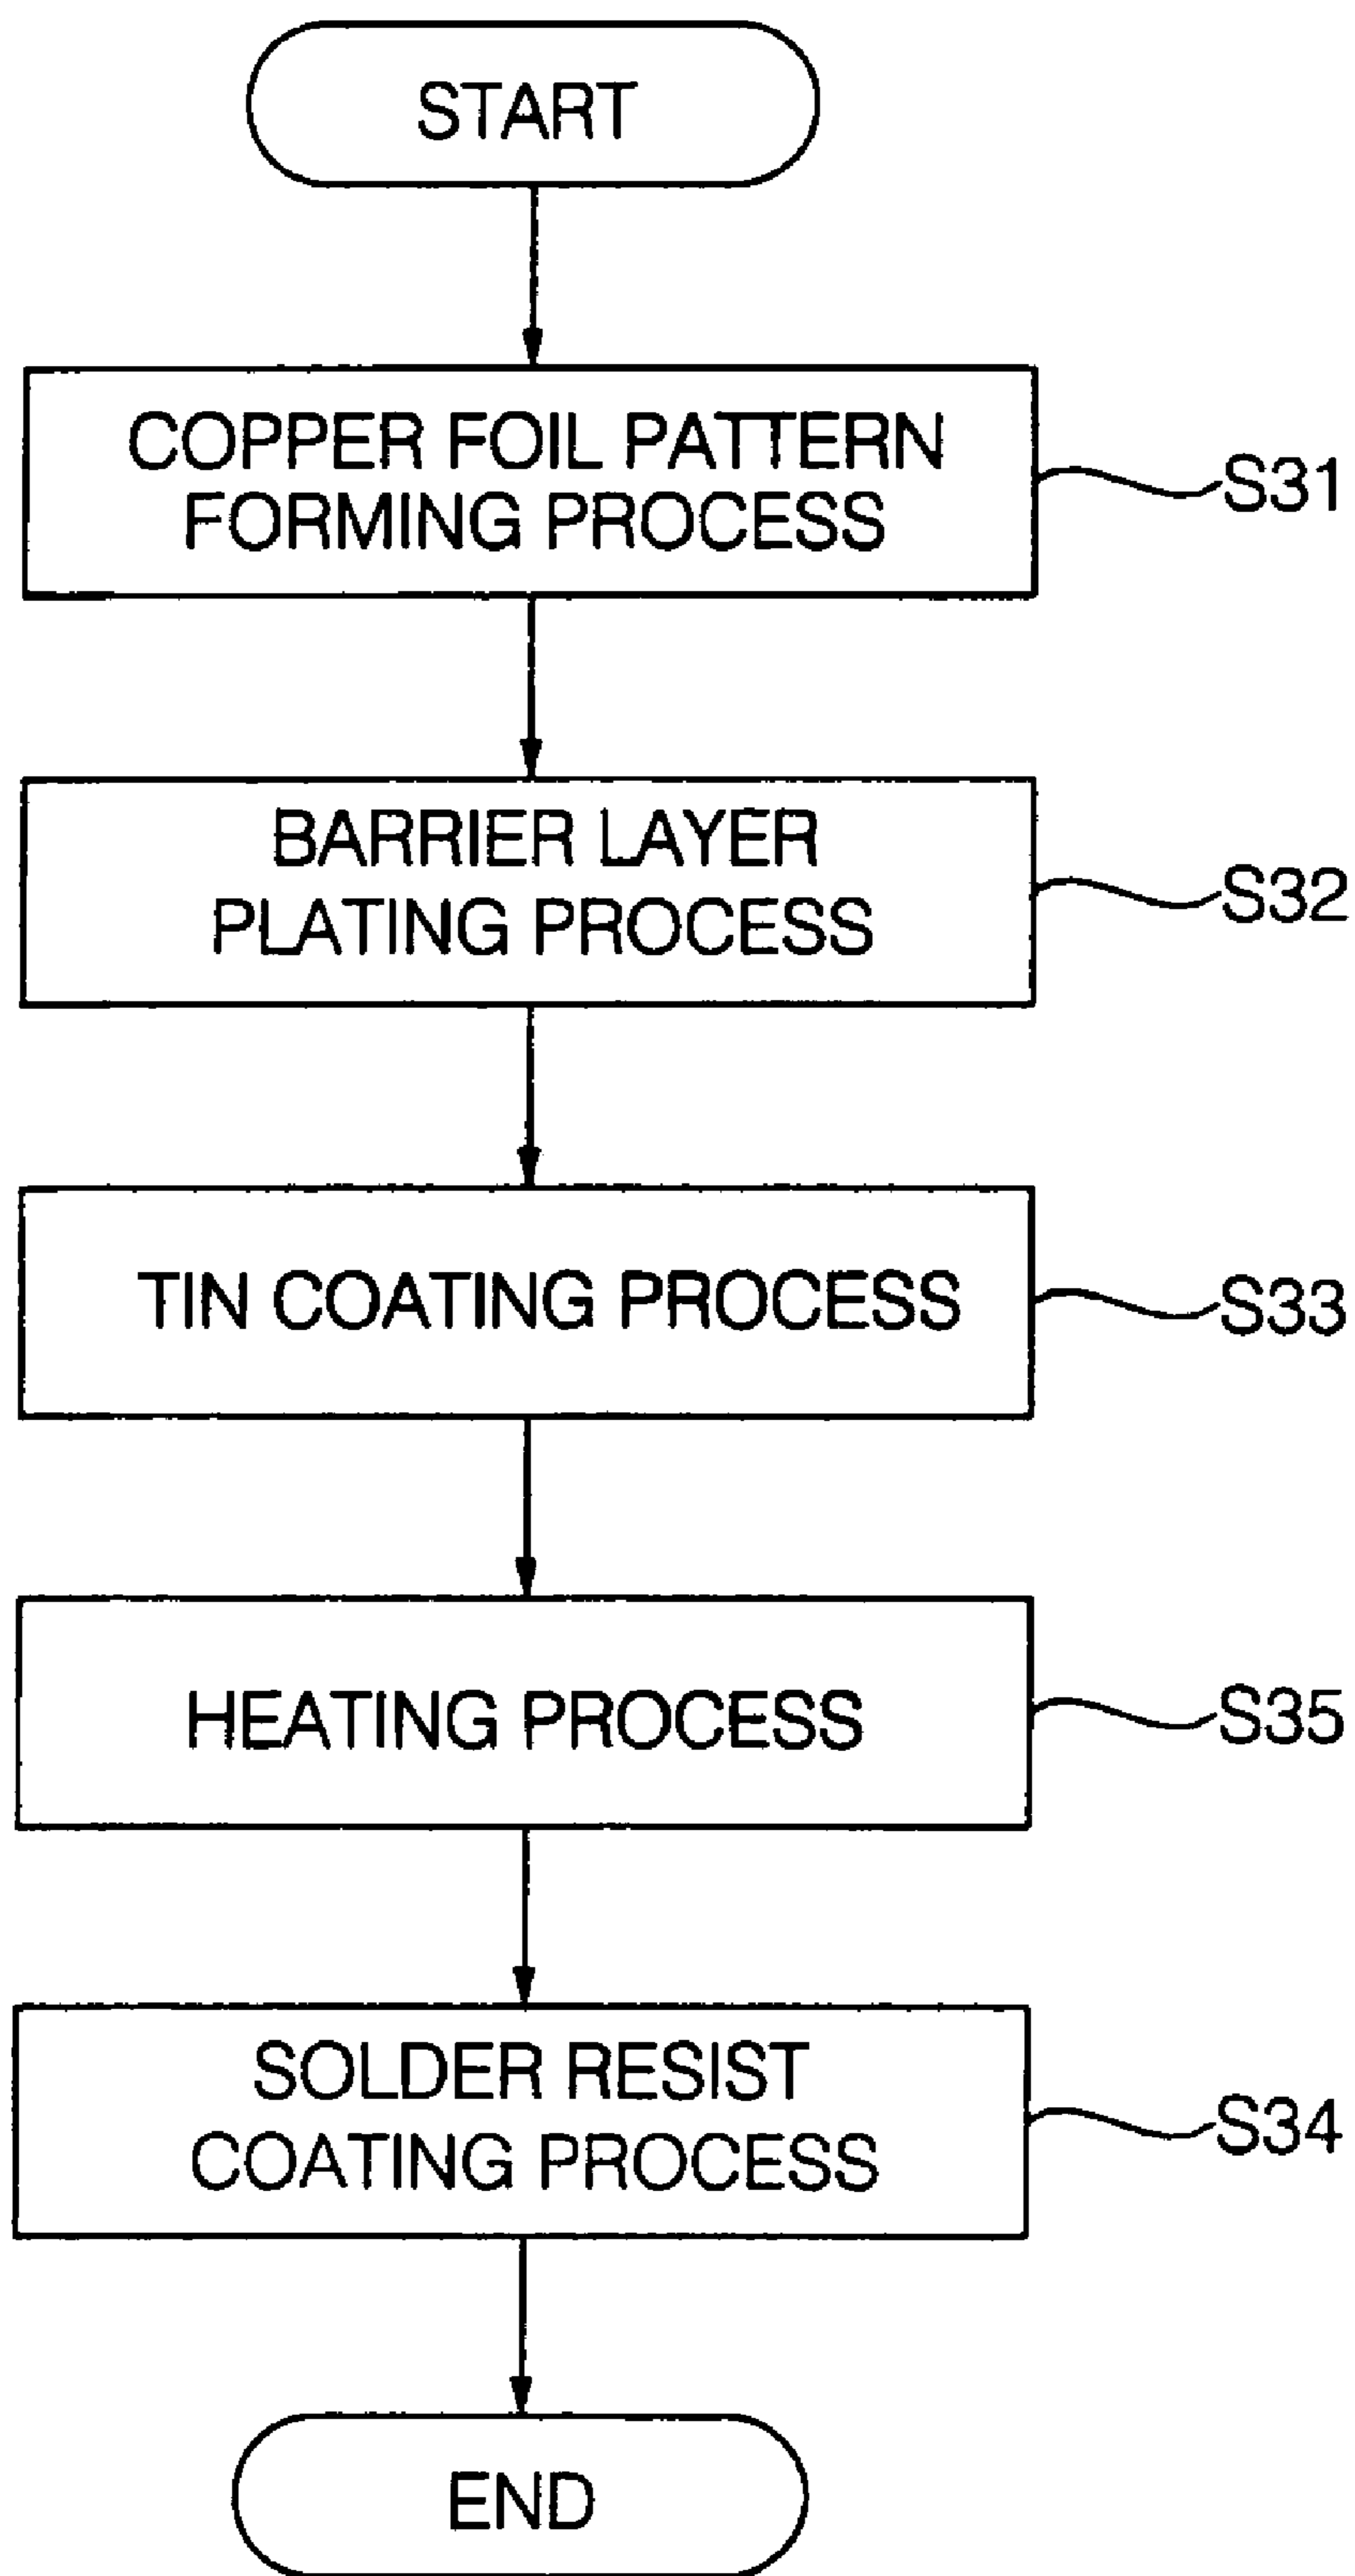 START
COPPER FOIL PATTERN
FORMING PROCESS
S31
BARRIER LAYER
PLATING PROCESS
S32
TIN COATING PROCESS
S33
HEATING PROCESS
S35
SOLDER RESIST
COATING PROCESS
S34
END